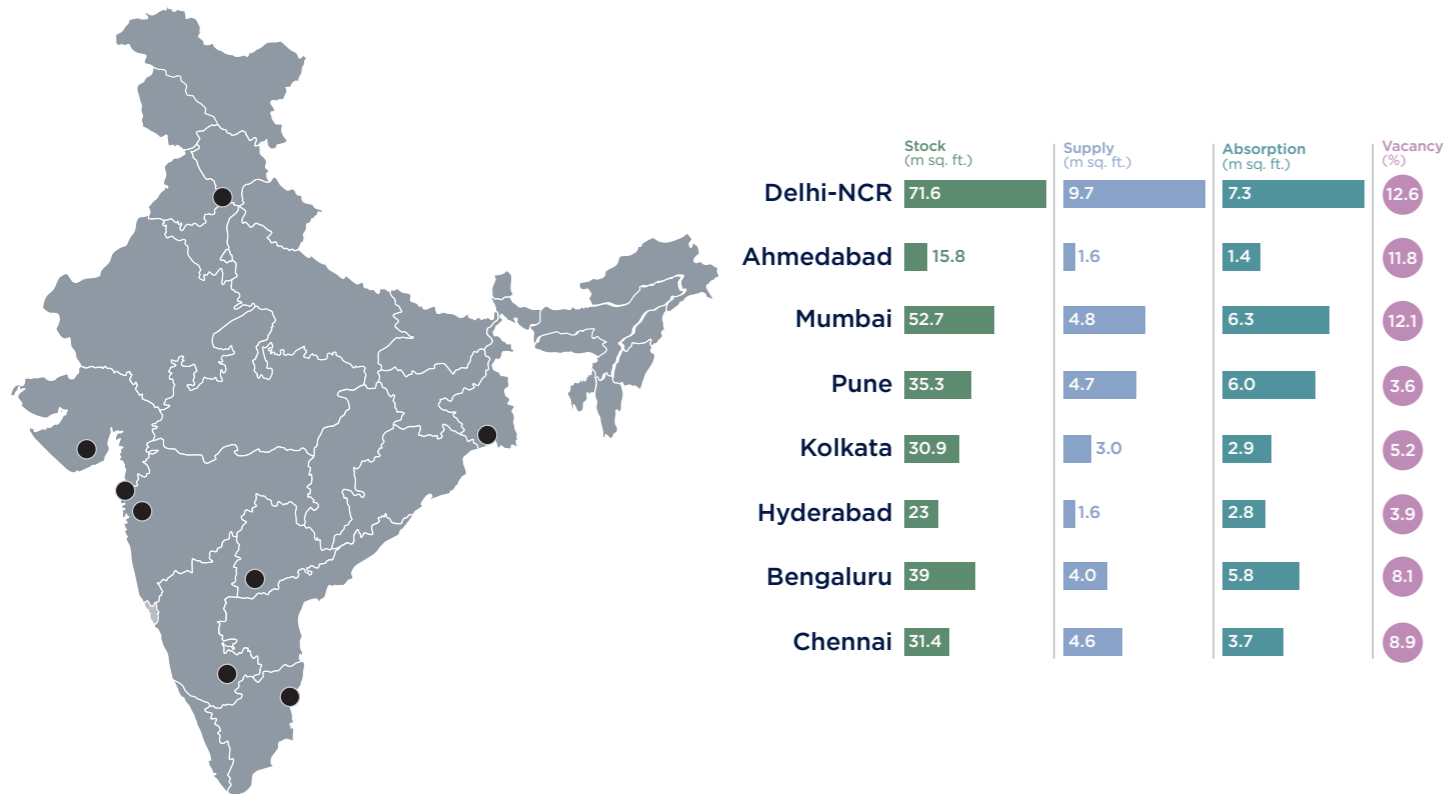 Stock Supply Absorption Vacancy
(m sq. ft.) (m sq. ft.) (m sq. ft.) (%)
Delhi-NCR 71.6 9.7 7.3 12.6
Ahmedabad 15.8 1.6 1.4 11.8
Mumbai 52.7 4.8 6.3 12.1
Pune 35.3 4.7 6.0 3.6
Kolkata 30.9 3.0 2.9 5.2
Hyderabad 23 1.6 2.8 3.9
Bengaluru 39 4.0 5.8 8.1
Chennai 31.4 4.6 3.7 8.9